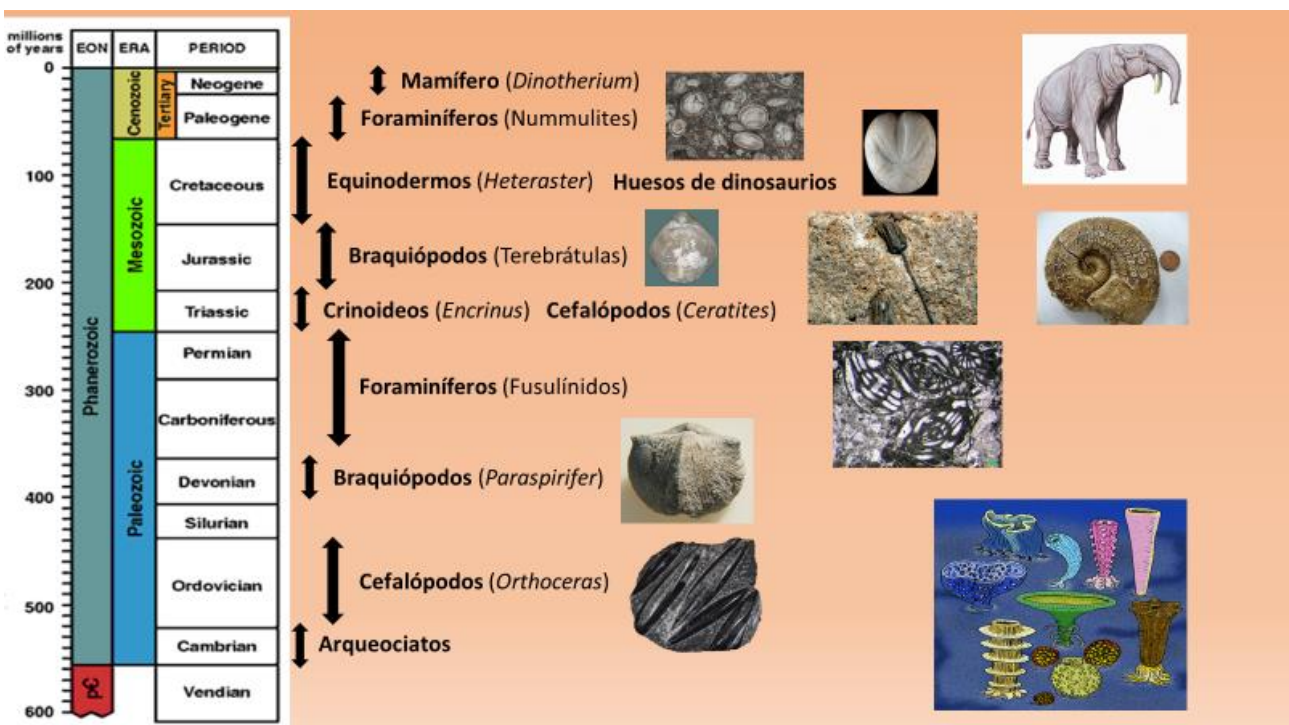 millions
of years
EON
ERA
PERIOD
0
100
200
300
400
500
600
Phanerozoic
p€
Cenozoic
Mesozoic
Paleozoic
Tertiary
Neogene
Paleogene
Cretaceous
Jurassic
Triassic
Permian
Carboniferous
Devonian
Silurian
Ordovician
Cambrian
Vendian
Mamífero (Dinotherium)
Foraminíferos (Nummulites)
Equinodermos (Heteraster) Huesos de dinosaurios
Braquiópodos (Terebrátulas)
Crinoideos (Encrinus) Cefalópodos (Ceratites)
Foraminíferos (Fusulínidos)
Braquiópodos (Paraspirifer)
Cefalópodos (Orthoceras)
Arqueociatos